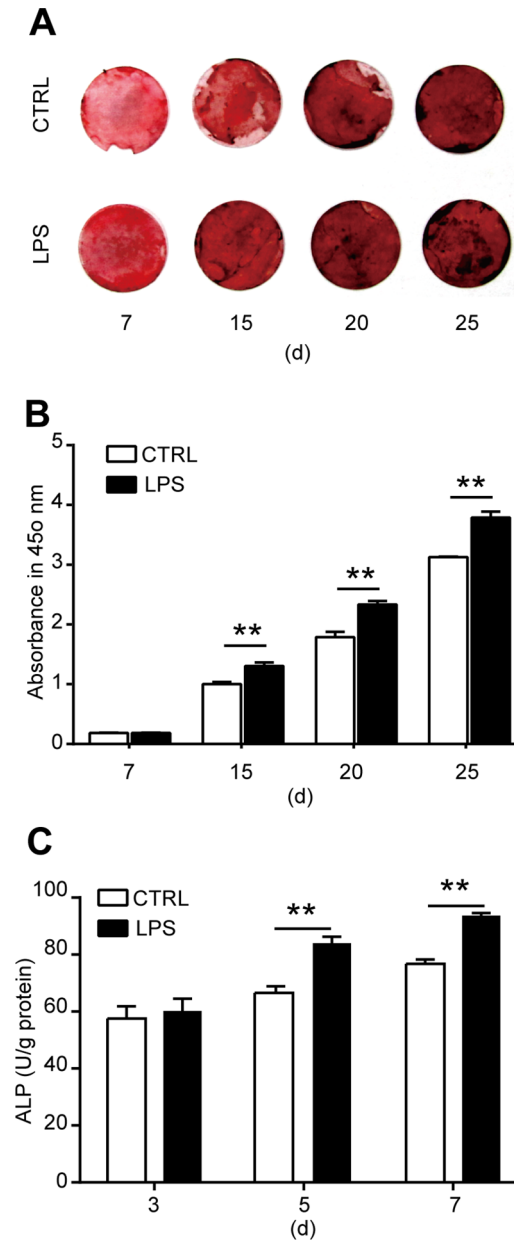 A
CTRL
LPS
7 15 20 25
(d)
B
Absorbance in 45o nm
5
4
3
2
1
0
CTRL
LPS
**
**
**
7 15 20 25
(d)
C
ALP (U/g protein)
100
80
60
40
20
0
CTRL
LPS
**
**
3 5 7
(d)